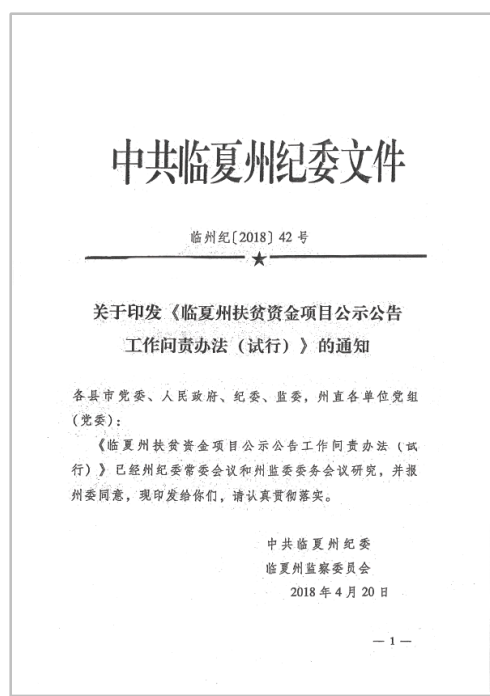 中共临夏州纪委文件
临州纪〔2018〕42号
关于印发《临夏州扶贫资金项目公示公告
工作问责办法（试行）》的通知
各县市党委、人民政府、纪委、监委，州直各单位党组
（党委）：
《临夏州扶贫资金项目公示公告工作问责办法（试
行）》已经州纪委常委会议和州监委委务会议研究，并报
州委同意，现印发给你们，请认真贯彻落实。
中共临夏州纪委
临夏州监察委员会
2018年4月20日
— 1 —